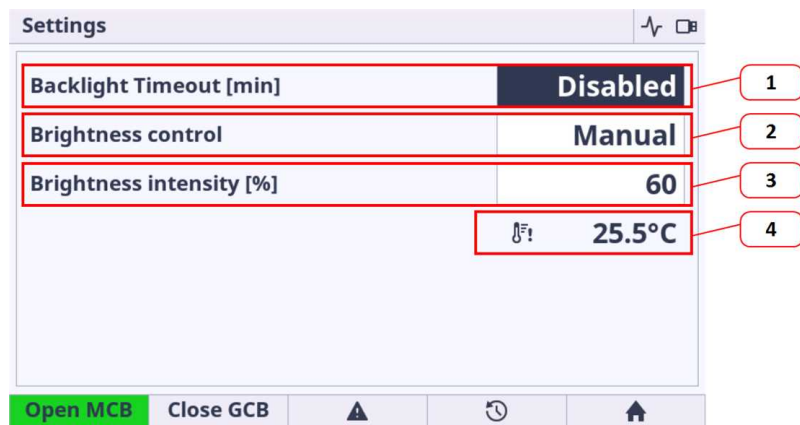 Settings
Backlight Timeout [min] Disabled 1
Brightness control Manual 2
Brightness intensity [%] 60 3
25.5°C 4
Open MCB Close GCB